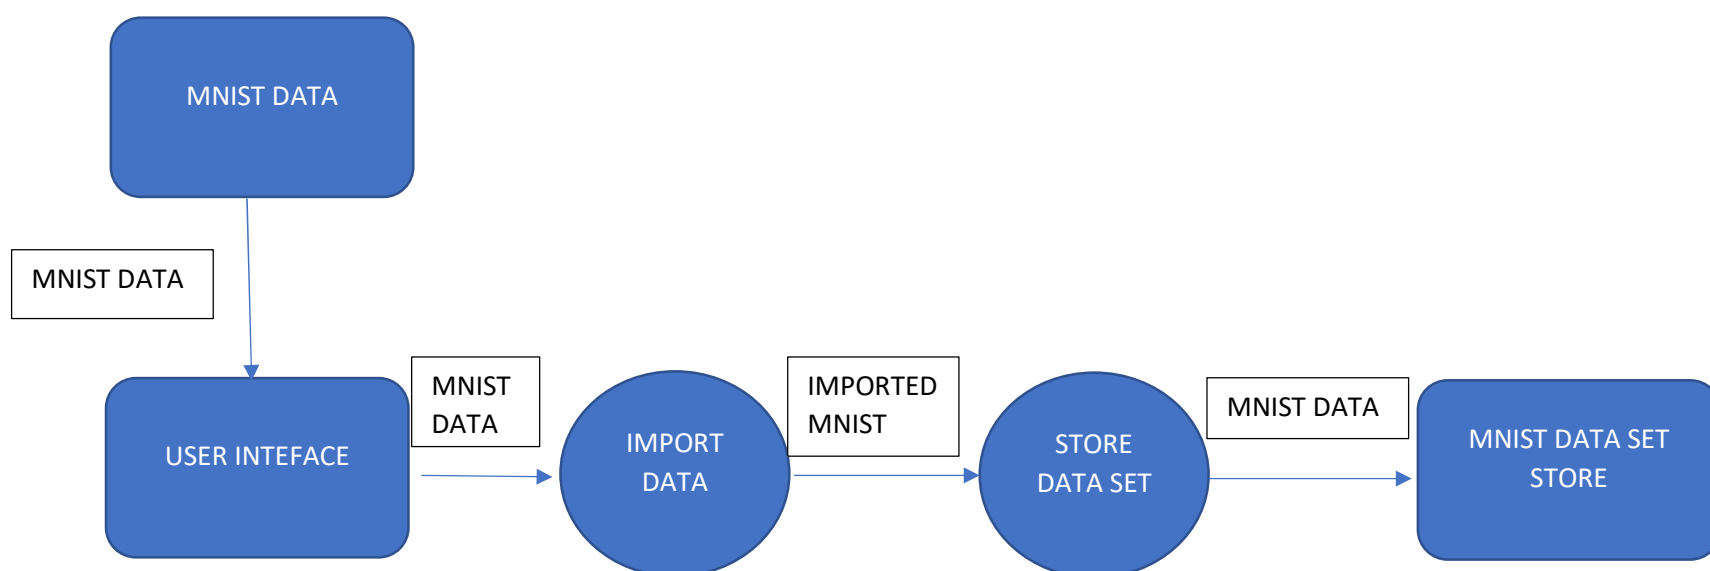 MNIST DATA
MNIST DATA
USER INTEFACE
MNIST
DATA
IMPORT
DATA
IMPORTED
MNIST
STORE
DATA SET
MNIST DATA
MNIST DATA SET
STORE